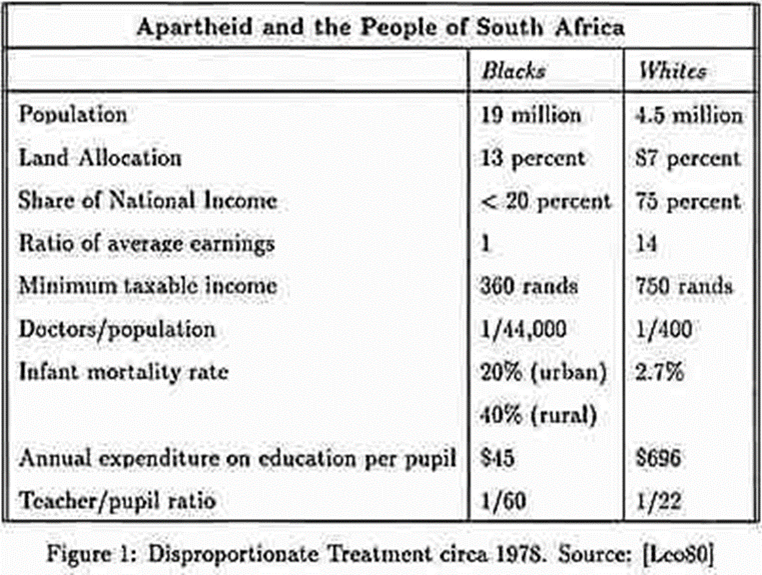 Apartheid and the People of South Africa
Blacks Whites
Population 19 million 4.5 million
Land Allocation 13 percent 87 percent
Share of National Income < 20 percent 75 percent
Ratio of average earnings 1 14
Minimum taxable income 360 rands 750 rands
Doctors/population 1/44,000 1/400
Infant mortality rate 20% (urban) 2.7%
40% (rural)
Annual expenditure on education per pupil $45 $696
Teacher/pupil ratio 1/60 1/22
Figure 1: Disproportionate Treatment circa 1978. Source: [Leo80]